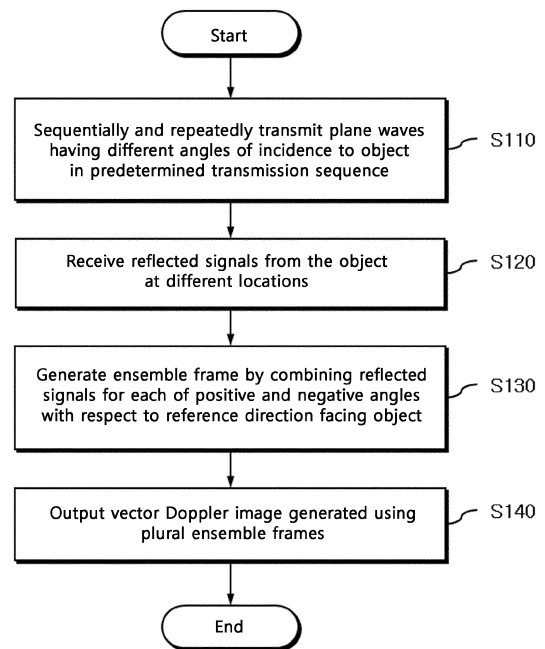 Start
Sequentially and repeatedly transmit plane waves
having different angles of incidence to object
in predetermined transmission sequence
S110
Receive reflected signals from the object
at different locations
S120
Generate ensemble frame by combining reflected
signals for each of positive and negative angles
with respect to reference direction facing object
S130
Output vector Doppler image generated using
plural ensemble frames
S140
End